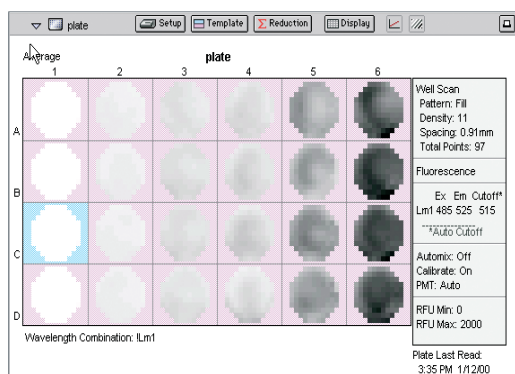 plate Setup Template Reduction Display
Average plate
1 2 3 4 5 6
A
B
C
D
Well Scan
Pattern: Fill
Density: 11
Spacing: 0.91mm
Total Points: 97
Fluorescence
Ex Em Cutoff*
Lm1 485 525 515
*Auto Cutoff
Automix: Off
Calibrate: On
PMT: Auto
RFU Min: 0
RFU Max: 2000
Wavelength Combination: !Lm1
Plate Last Read:
3:35 PM 1/12/00